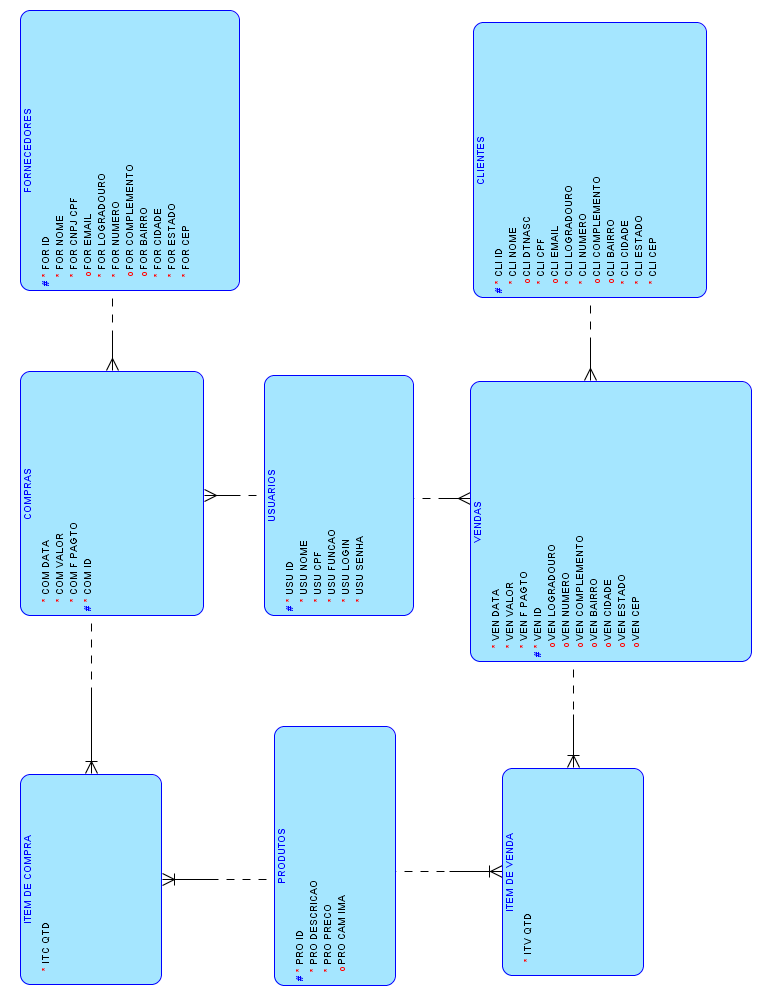 FORNECEDORES
# * FOR ID
* FOR NOME
* FOR CNPJ CPF
o FOR EMAIL
* FOR LOGRADOURO
* FOR NUMERO
o FOR COMPLEMENTO
o FOR BAIRRO
* FOR CIDADE
* FOR ESTADO
* FOR CEP
CLIENTES
# * CLI ID
* CLI NOME
o CLI DTNASC
* CLI CPF
o CLI EMAIL
* CLI LOGRADOURO
* CLI NUMERO
o CLI COMPLEMENTO
o CLI BAIRRO
* CLI CIDADE
* CLI ESTADO
* CLI CEP
COMPRAS
* COM DATA
* COM VALOR
* COM F PAGTO
# * COM ID
USUARIOS
# * USU ID
* USU NOME
* USU CPF
* USU FUNCAO
* USU LOGIN
* USU SENHA
VENDAS
* VEN DATA
* VEN VALOR
* VEN F PAGTO
# * VEN ID
o VEN LOGRADOURO
o VEN NUMERO
o VEN COMPLEMENTO
o VEN BAIRRO
o VEN CIDADE
o VEN ESTADO
o VEN CEP
ITEM DE COMPRA
* ITC QTD
PRODUTOS
# * PRO ID
* PRO DESCRICAO
* PRO PRECO
o PRO CAM IMA
ITEM DE VENDA
* ITV QTD